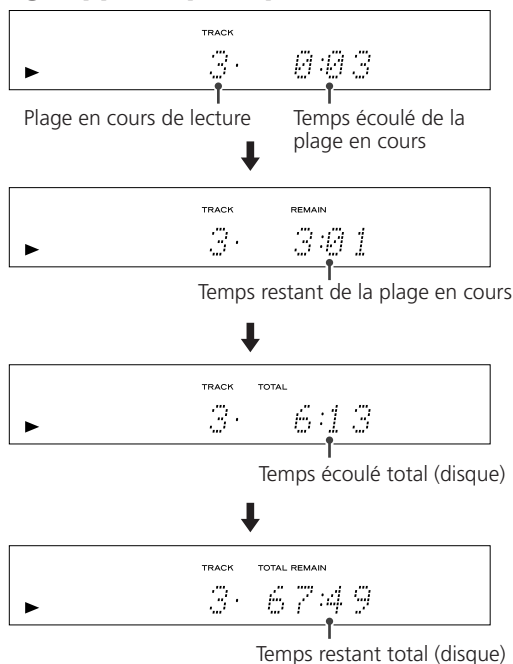 TRACK
3· 0:03
Plage en cours de lecture
Temps écoulé de la
plage en cours
TRACK REMAIN
3· 3:01
Temps restant de la plage en cours
TRACK TOTAL
3· 6:13
Temps écoulé total (disque)
TRACK TOTAL REMAIN
3· 67:49
Temps restant total (disque)